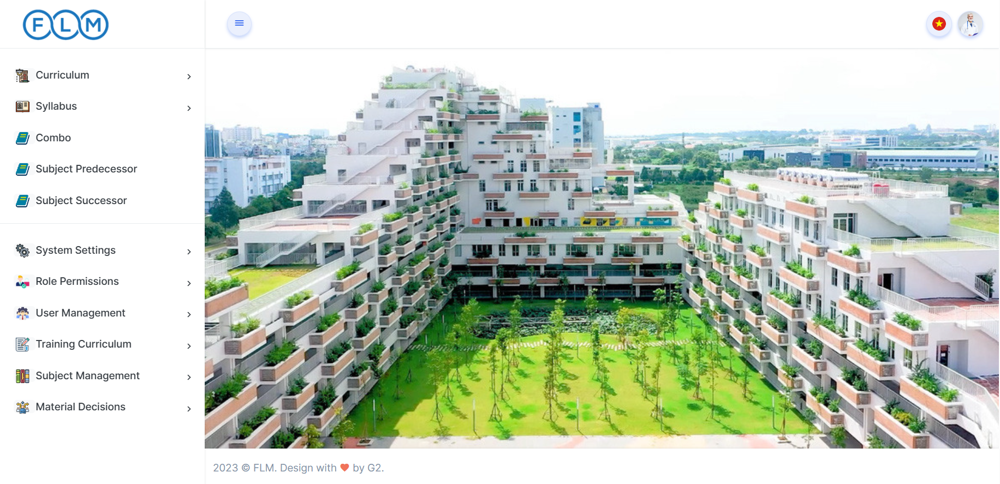 FLM
Curriculum
Syllabus
Combo
Subject Predecessor
Subject Successor
System Settings
Role Permissions
User Management
Training Curriculum
Subject Management
Material Decisions
2023 © FLM. Design with ❤ by G2.